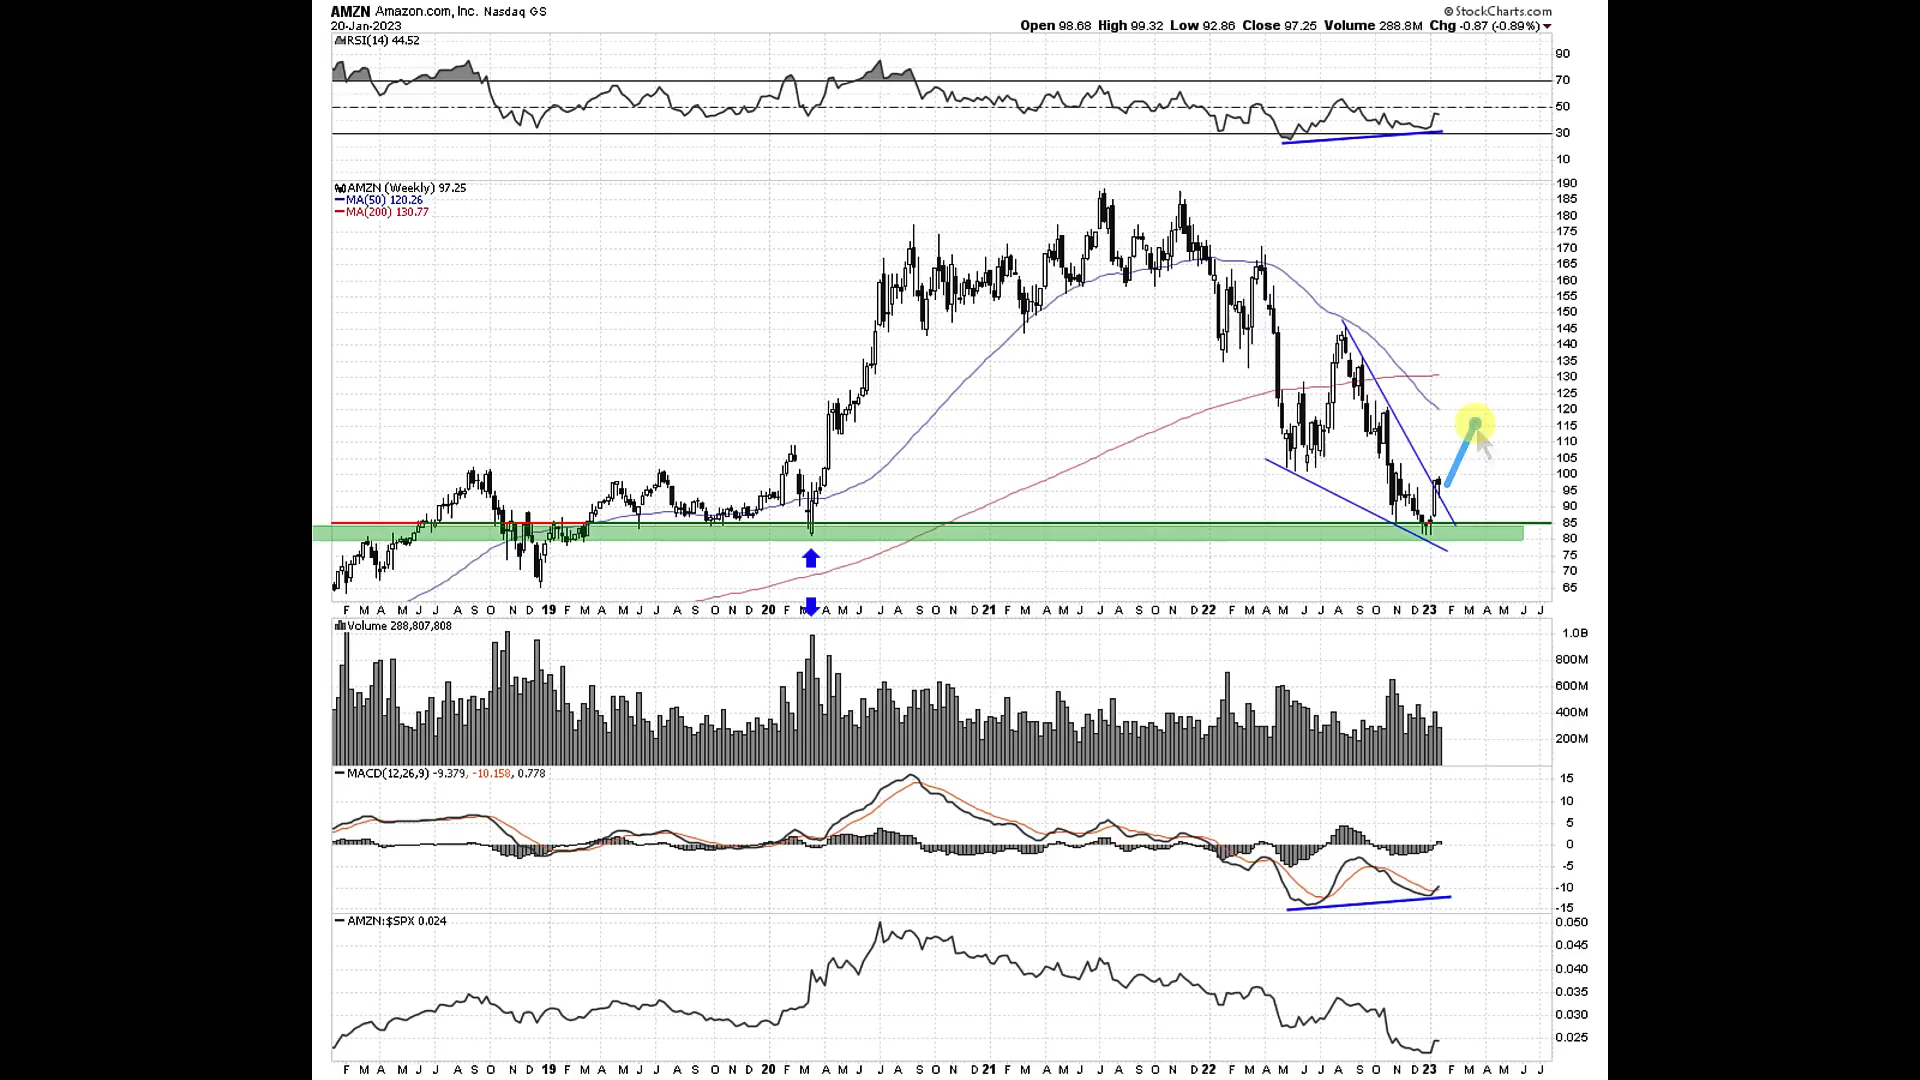 AMZN Amazon.com, Inc. Nasdaq GS
© StockCharts.com
20-Jan-2023
Open 98.68 High 99.32 Low 92.86 Close 97.25 Volume 288.8M Chg -0.87 (-0.89%)
RSI(14) 44.52
90
70
50
30
10
AMZN (Weekly) 97.25
MA(50) 120.26
MA(200) 130.77
190
185
180
175
170
165
160
155
150
145
140
135
130
125
120
115
110
105
100
95
90
85
80
75
70
65
F M A M J J A S O N D 19 F M A M J J A S O N D 20 F M A M J J A S O N D 21 F M A M J J A S O N D 22 F M A M J J A S O N D 23 F M A M J J
Volume 288,807,808
1.0B
800M
600M
400M
200M
MACD(12,26,9) -9.379, -10.158, 0.778
15
10
5
0
-5
-10
-15
AMZN:$SPX 0.024
0.050
0.045
0.040
0.035
0.030
0.025
F M A M J J A S O N D 19 F M A M J J A S O N D 20 F M A M J J A S O N D 21 F M A M J J A S O N D 22 F M A M J J A S O N D 23 F M A M J J